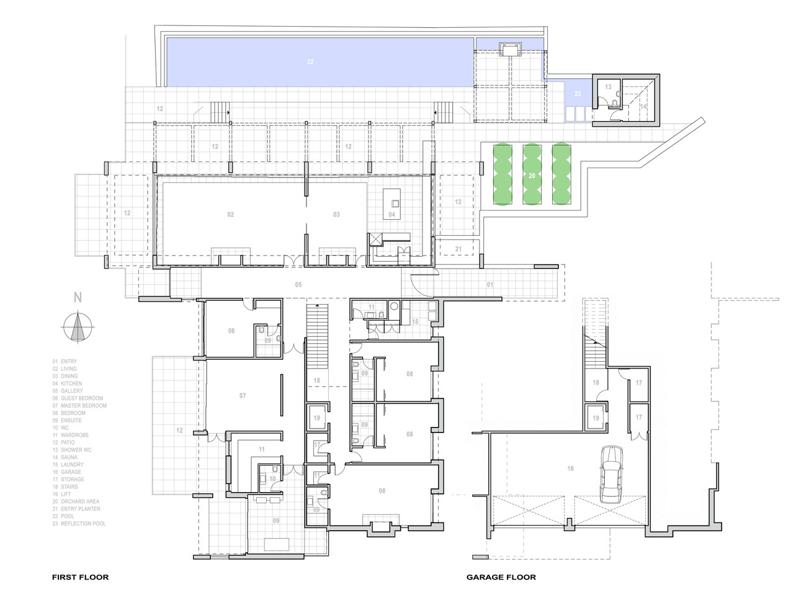 22
23
13
14
12
12
12
20
12
02
03
04
12
21
05
01
N
11
15
06
09
08
09
18
07
18
17
19
09
08
19
17
12
11
10
16
08
09
09
01 ENTRY
02 LIVING
03 DINING
04 KITCHEN
05 GALLERY
06 GUEST BEDROOM
07 MASTER BEDROOM
08 BEDROOM
09 ENSUITE
10 WC
11 WARDROBE
12 PATIO
13 SHOWER WC
14 SAUNA
15 LAUNDRY
16 GARAGE
17 STORAGE
18 STAIRS
19 LIFT
20 ORCHARD AREA
21 ENTRY PLANTER
22 POOL
23 REFLECTION POOL
FIRST FLOOR
GARAGE FLOOR